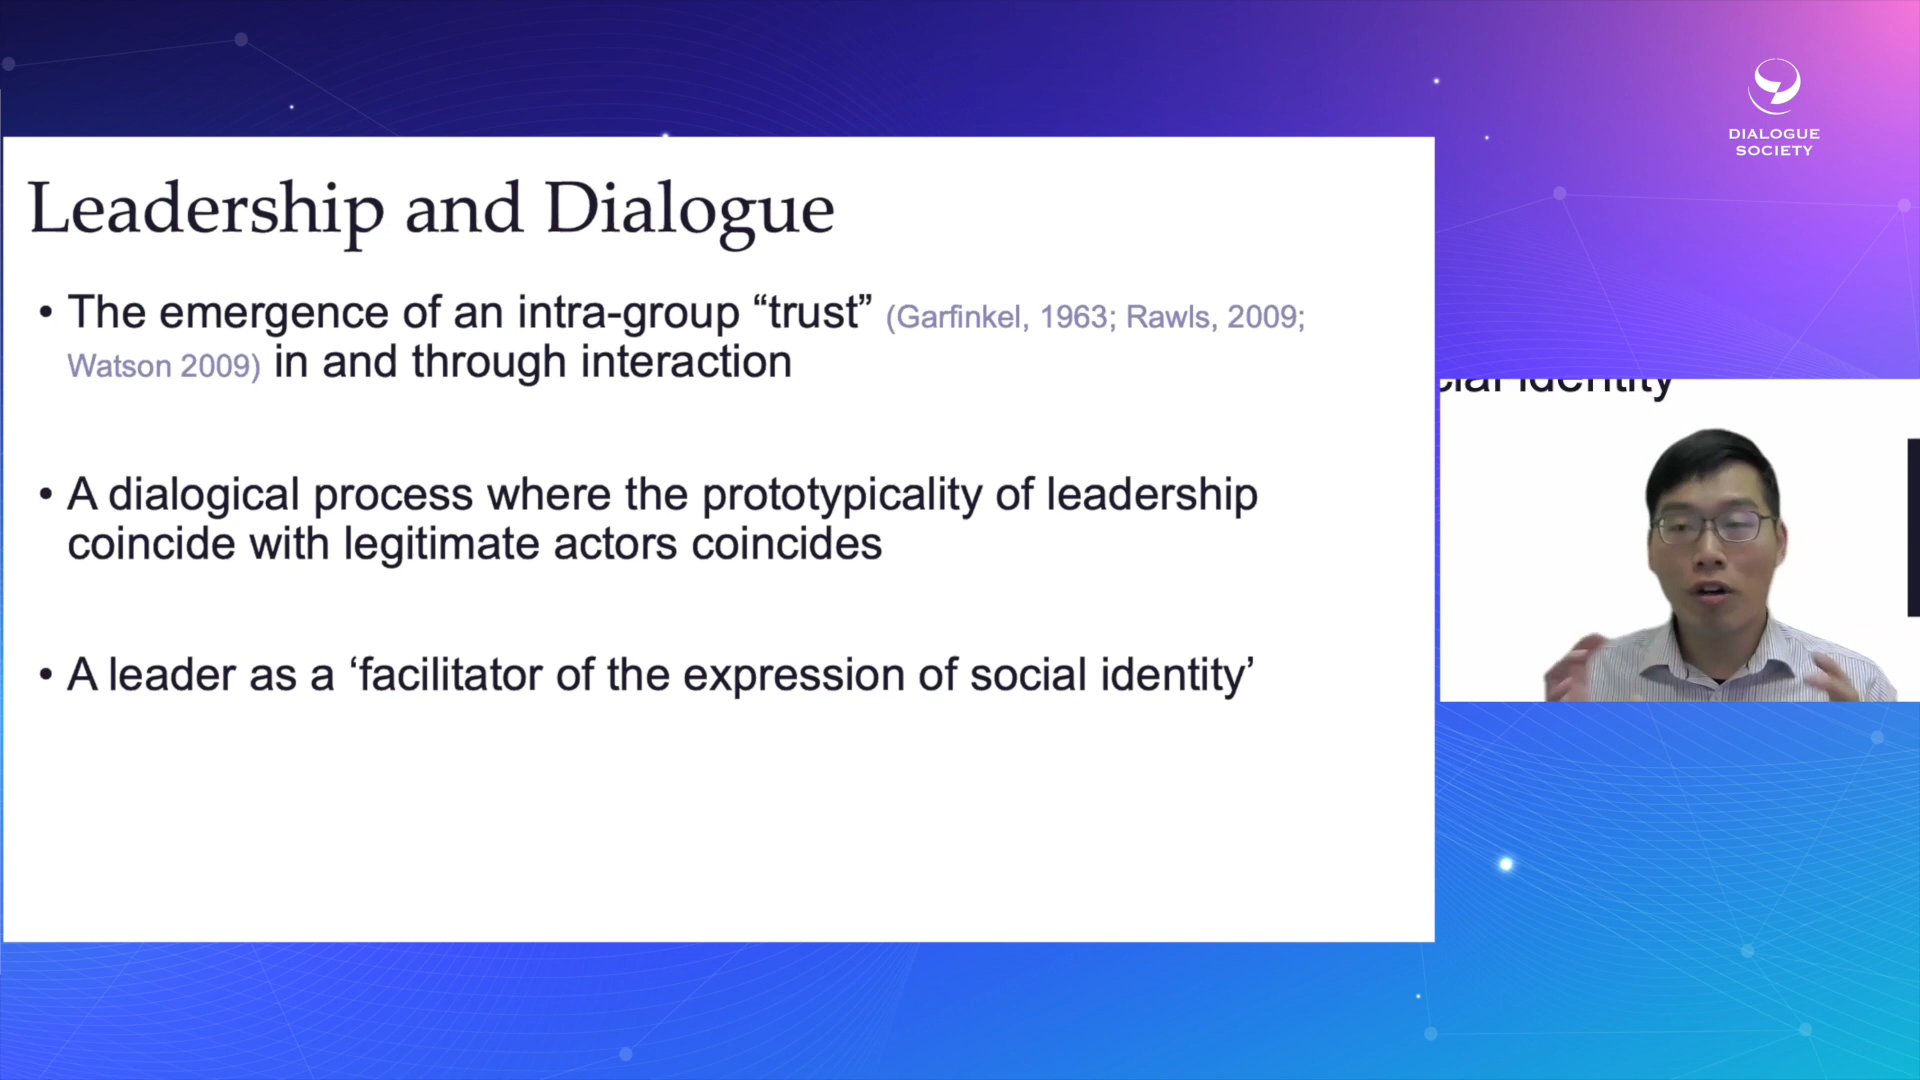 DIALOGUE
SOCIETY
Leadership and Dialogue
• The emergence of an intra-group “trust” (Garfinkel, 1963; Rawls, 2009;
Watson 2009) in and through interaction
• A dialogical process where the prototypicality of leadership
coincide with legitimate actors coincides
• A leader as a ‘facilitator of the expression of social identity’
cial identity